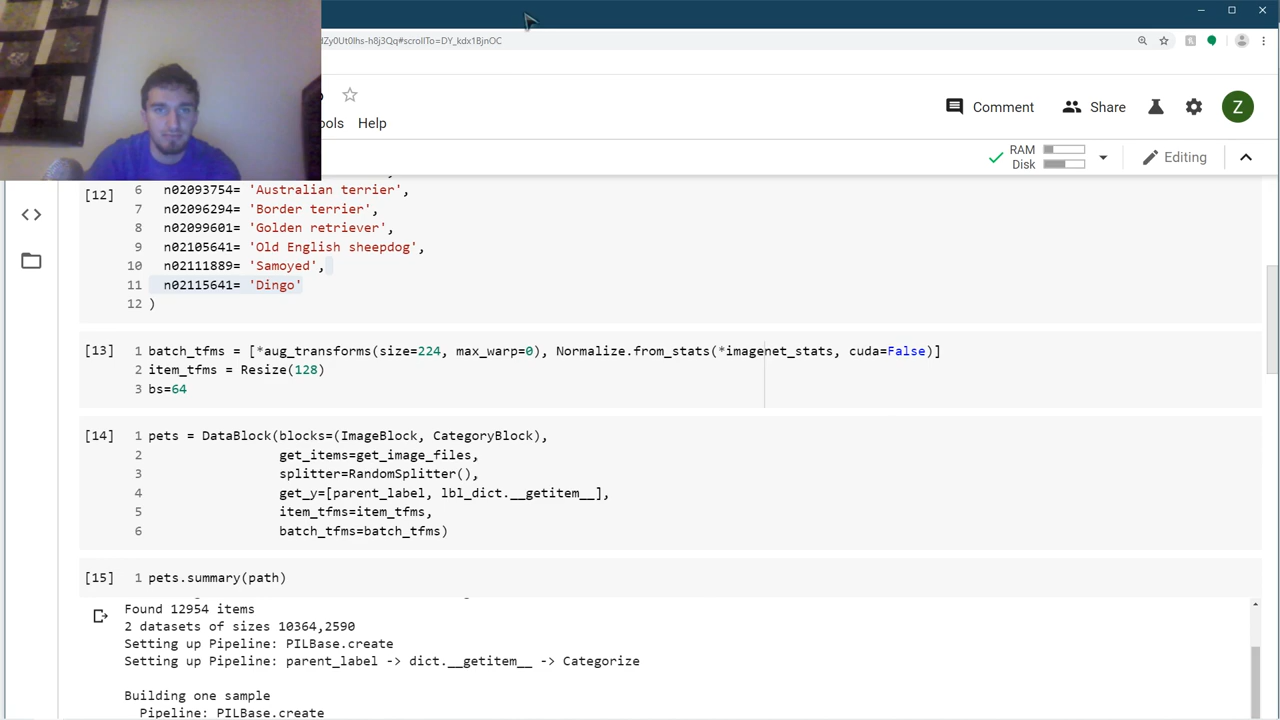 dZy0Ut0lhs-h8j3Qq#scrollTo=DY_kdx1BjnOC
ools Help
Comment Share Z
RAM
Disk
Editing
[12]
6 n02093754= 'Australian terrier',
7 n02096294= 'Border terrier',
8 n02099601= 'Golden retriever',
9 n02105641= 'Old English sheepdog',
10 n02111889= 'Samoyed',
11 n02115641= 'Dingo'
12 )
[13] 1 batch_tfms = [*aug_transforms(size=224, max_warp=0), Normalize.from_stats(*imagenet_stats, cuda=False)]
2 item_tfms = Resize(128)
3 bs=64
[14] 1 pets = DataBlock(blocks=(ImageBlock, CategoryBlock),
2 get_items=get_image_files,
3 splitter=RandomSplitter(),
4 get_y=[parent_label, lbl_dict.__getitem__],
5 item_tfms=item_tfms,
6 batch_tfms=batch_tfms)
[15] 1 pets.summary(path)
Found 12954 items
2 datasets of sizes 10364,2590
Setting up Pipeline: PILBase.create
Setting up Pipeline: parent_label -> dict.__getitem__ -> Categorize
Building one sample
Pipeline: PILBase.create